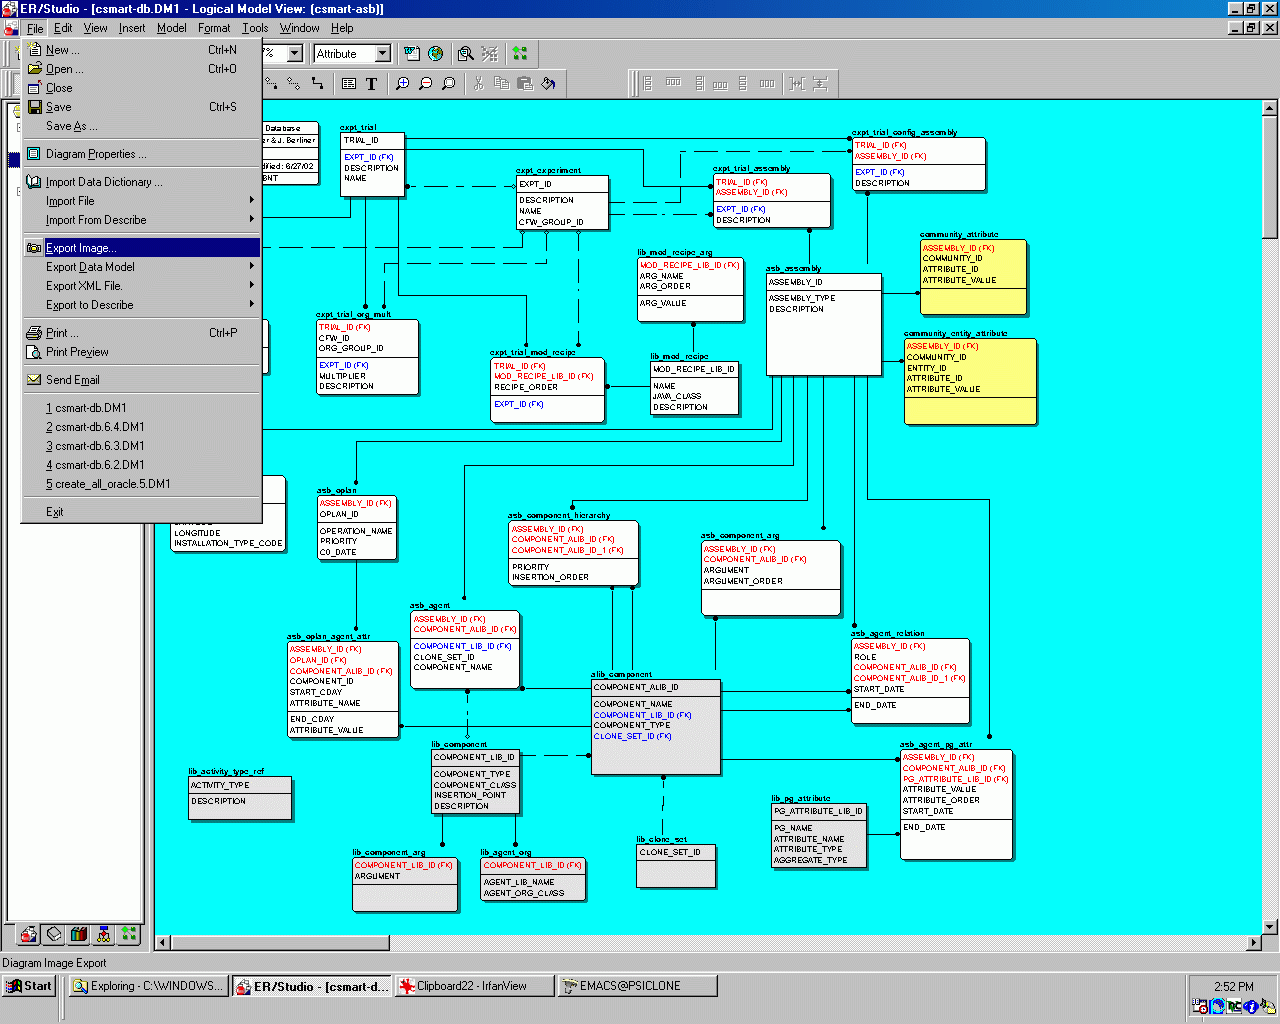 ER/Studio - [csmart-db.DM1 - Logical Model View: (csmart-asb)]
File Edit View Insert Model Format Tools Window Help
New ... Ctrl+N
Open ... Ctrl+O
Close
Save Ctrl+S
Save As ...
Diagram Properties ...
Import Data Dictionary ...
Import File
Import From Describe
Export Image...
Export Data Model
Export XML File.
Export to Describe
Print ... Ctrl+P
Print Preview
Send Email
1 csmart-db.DM1
2 csmart-db.6.4.DM1
3 csmart-db.6.3.DM1
4 csmart-db.6.2.DM1
5 create_all_oracle.5.DM1
Exit
% Attribute
Database
er & J. Berliner
dified: 6/27/02
BNT
expt_trial
TRIAL_ID
EXPT_ID (FK)
DESCRIPTION
NAME
expt_experiment
EXPT_ID
DESCRIPTION
NAME
CFW_GROUP_ID
expt_trial_assembly
TRIAL_ID (FK)
ASSEMBLY_ID (FK)
EXPT_ID (FK)
DESCRIPTION
expt_trial_config_assembly
TRIAL_ID (FK)
ASSEMBLY_ID (FK)
EXPT_ID (FK)
DESCRIPTION
community_attribute
ASSEMBLY_ID (FK)
COMMUNITY_ID
ATTRIBUTE_ID
ATTRIBUTE_VALUE
lib_mod_recipe_arg
MOD_RECIPE_LIB_ID (FK)
ARG_NAME
ARG_ORDER
ARG_VALUE
asb_assembly
ASSEMBLY_ID
ASSEMBLY_TYPE
DESCRIPTION
expt_trial_org_mult
TRIAL_ID (FK)
CFW_ID
ORG_GROUP_ID
EXPT_ID (FK)
MULTIPLIER
DESCRIPTION
expt_trial_mod_recipe
TRIAL_ID (FK)
MOD_RECIPE_LIB_ID (FK)
RECIPE_ORDER
EXPT_ID (FK)
lib_mod_recipe
MOD_RECIPE_LIB_ID
NAME
JAVA_CLASS
DESCRIPTION
community_entity_attribute
ASSEMBLY_ID (FK)
COMMUNITY_ID
ENTITY_ID
ATTRIBUTE_ID
ATTRIBUTE_VALUE
LONGITUDE
INSTALLATION_TYPE_CODE
asb_oplan
ASSEMBLY_ID (FK)
OPLAN_ID
OPERATION_NAME
PRIORITY
C0_DATE
asb_component_hierarchy
ASSEMBLY_ID (FK)
COMPONENT_ALIB_ID (FK)
COMPONENT_ALIB_ID_1 (FK)
PRIORITY
INSERTION_ORDER
asb_component_arg
ASSEMBLY_ID (FK)
COMPONENT_ALIB_ID (FK)
ARGUMENT
ARGUMENT_ORDER
asb_agent
ASSEMBLY_ID (FK)
COMPONENT_ALIB_ID (FK)
COMPONENT_LIB_ID (FK)
CLONE_SET_ID
COMPONENT_NAME
asb_oplan_agent_attr
ASSEMBLY_ID (FK)
OPLAN_ID (FK)
COMPONENT_ALIB_ID (FK)
COMPONENT_ID
START_CDAY
ATTRIBUTE_NAME
END_CDAY
ATTRIBUTE_VALUE
asb_agent_relation
ASSEMBLY_ID (FK)
ROLE
COMPONENT_ALIB_ID (FK)
COMPONENT_ALIB_ID_1 (FK)
START_DATE
END_DATE
alib_component
COMPONENT_ALIB_ID
COMPONENT_NAME
COMPONENT_LIB_ID (FK)
COMPONENT_TYPE
CLONE_SET_ID (FK)
lib_component
COMPONENT_LIB_ID
COMPONENT_TYPE
COMPONENT_CLASS
INSERTION_POINT
DESCRIPTION
asb_agent_pg_attr
ASSEMBLY_ID (FK)
COMPONENT_ALIB_ID (FK)
PG_ATTRIBUTE_LIB_ID (FK)
ATTRIBUTE_VALUE
ATTRIBUTE_ORDER
START_DATE
END_DATE
lib_activity_type_ref
ACTIVITY_TYPE
DESCRIPTION
lib_pg_attribute
PG_ATTRIBUTE_LIB_ID
PG_NAME
ATTRIBUTE_NAME
ATTRIBUTE_TYPE
AGGREGATE_TYPE
lib_clone_set
CLONE_SET_ID
lib_component_arg
COMPONENT_LIB_ID (FK)
ARGUMENT
lib_agent_org
COMPONENT_LIB_ID (FK)
AGENT_LIB_NAME
AGENT_ORG_CLASS
Diagram Image Export
Start Exploring - C:\WINDOWS... ER/Studio - [csmart-d... Clipboard22 - IrfanView EMACS@PSICLONE 2:52 PM